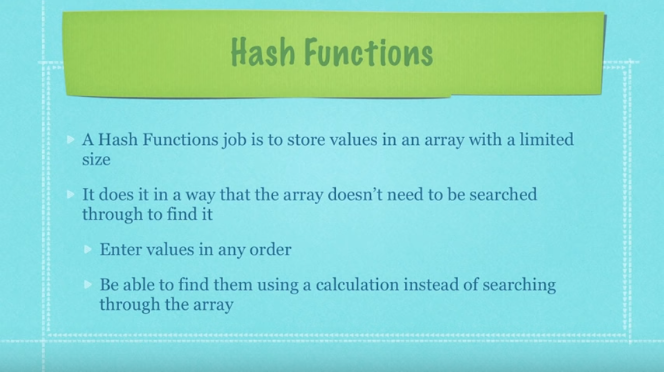 Hash Functions
A Hash Functions job is to store values in an array with a limited
size
It does it in a way that the array doesn't need to be searched
through to find it
Enter values in any order
Be able to find them using a calculation instead of searching
through the array